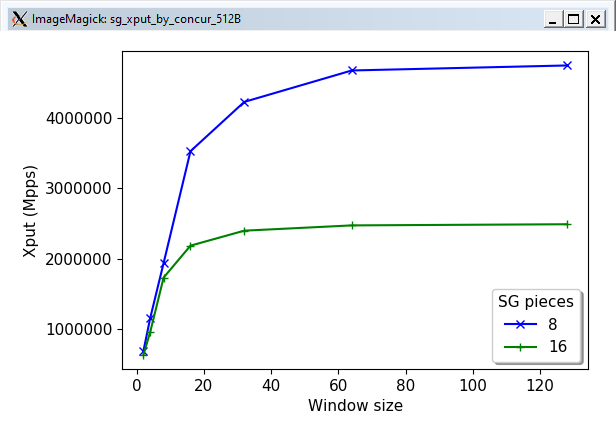 ImageMagick: sg_xput_by_concur_512B
4000000
3000000
2000000
1000000
Xput (Mpps)
0 20 40 60 80 100 120
Window size
SG pieces
8
16